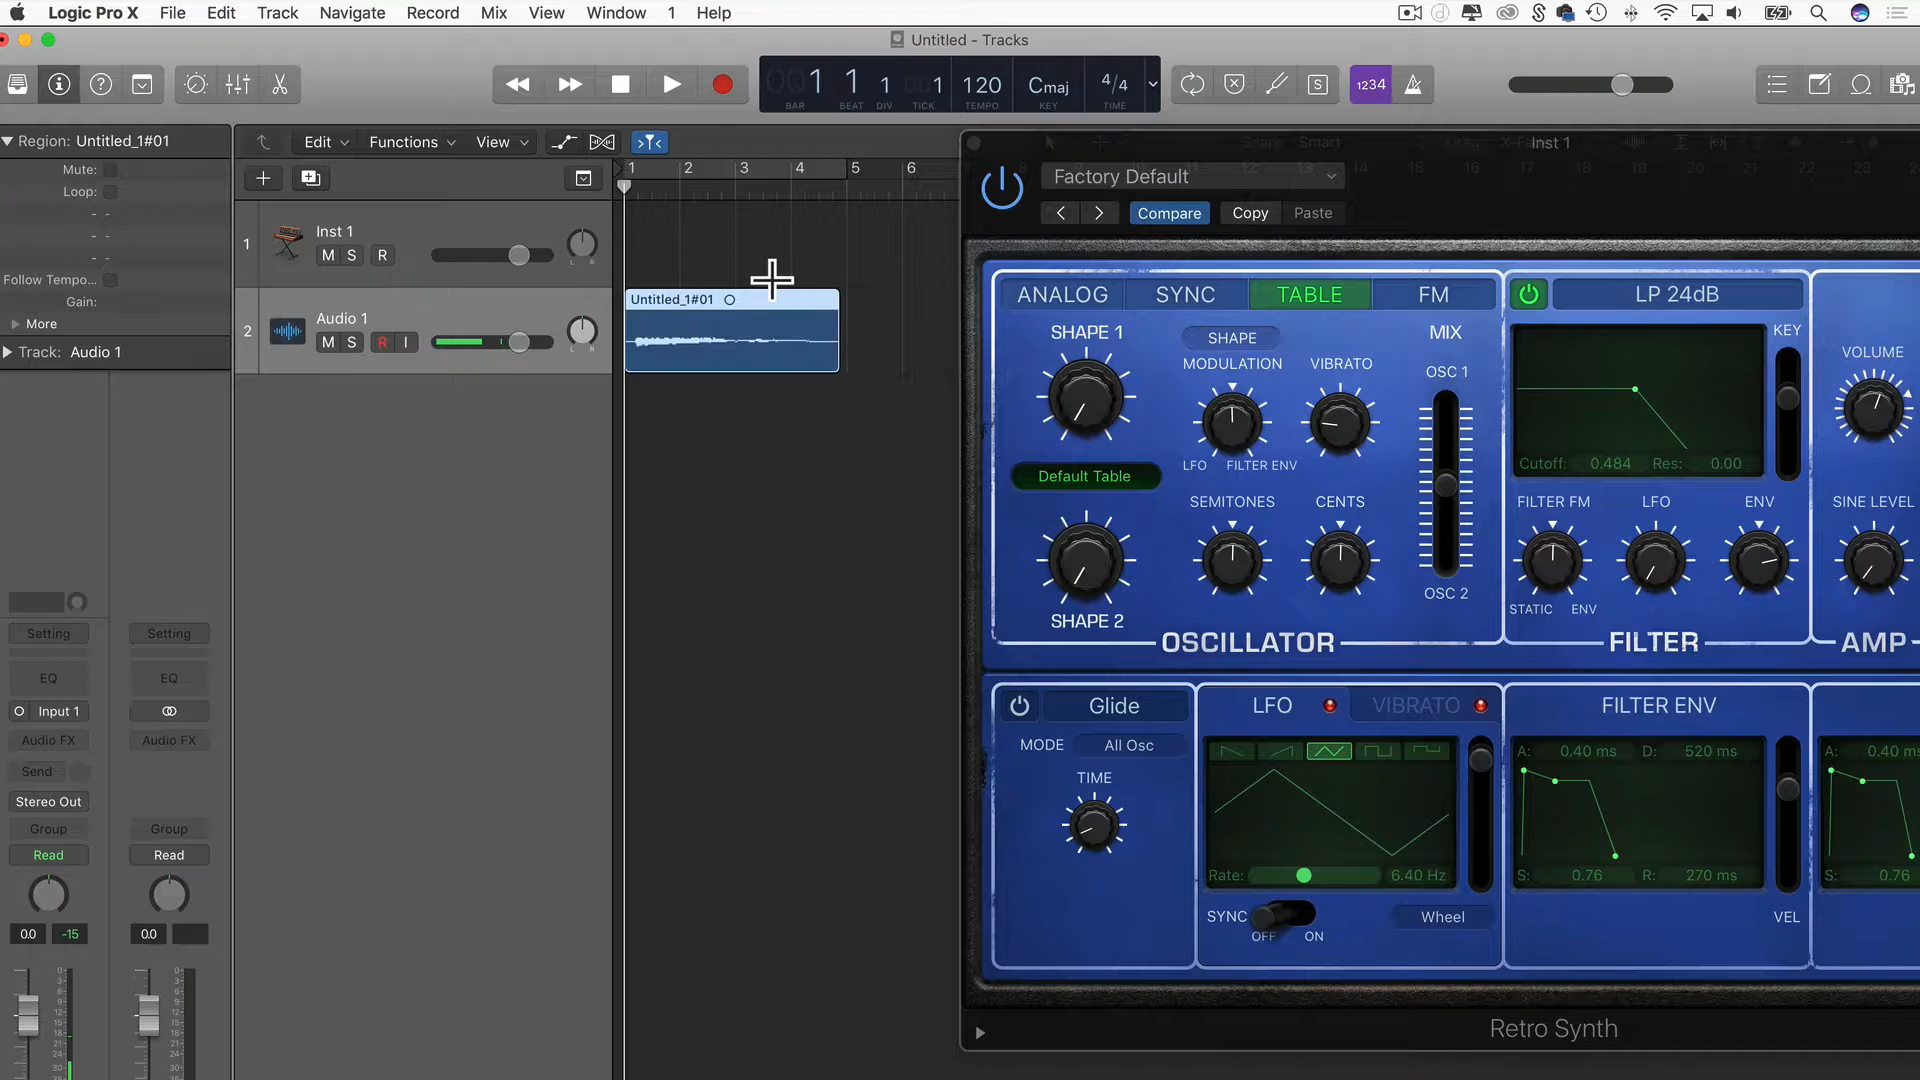 Logic Pro X File Edit Track Navigate Record Mix View Window 1 Help
Untitled - Tracks
001 1 1 001 120 Cmaj 4/4
BAR BEAT DIV TICK TEMPO KEY TIME
S 1234
Region: Untitled_1#01
Mute:
Loop:
Follow Tempo...
Gain:
More
Track: Audio 1
Edit Functions View
1 2 3 4 5 6
1 Inst 1
M S R
L R
2 Audio 1
M S R I
L R
Untitled_1#01
Setting Setting
EQ EQ
Input 1
Audio FX Audio FX
Send
Stereo Out
Group Group
Read Read
0.0 -15 0.0
Inst 1
Factory Default
Compare Copy Paste
ANALOG SYNC TABLE FM
SHAPE 1
SHAPE
MODULATION
VIBRATO
LFO FILTER ENV
Default Table
SEMITONES CENTS
SHAPE 2
MIX
OSC 1
OSC 2
OSCILLATOR
LP 24dB
KEY
Cutoff: 0.484 Res: 0.00
FILTER FM LFO ENV
STATIC ENV
FILTER
VOLUME
SINE LEVEL
AMP
Glide
MODE All Osc
TIME
LFO VIBRATO
Rate: 6.40 Hz
SYNC
OFF ON
Wheel
FILTER ENV
A: 0.40 ms D: 520 ms
S: 0.76 R: 270 ms
VEL
A: 0.40 ms
S: 0.76
Retro Synth